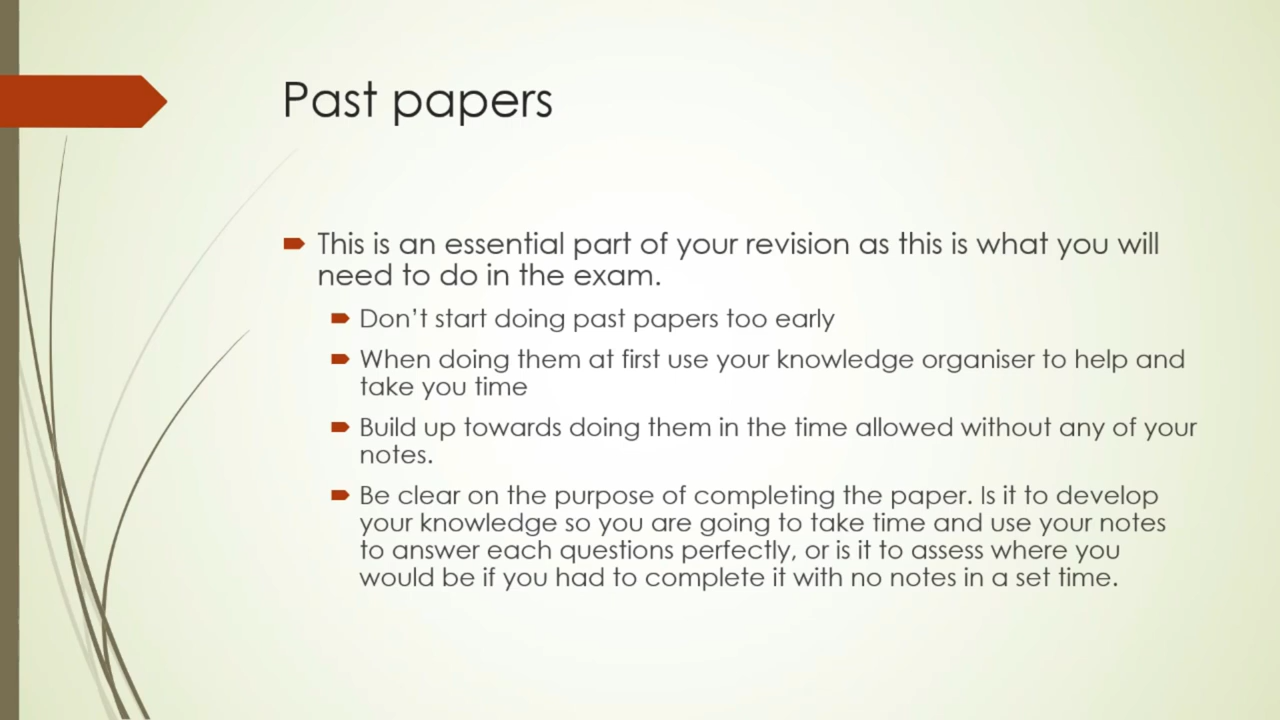 Past papers
This is an essential part of your revision as this is what you will
need to do in the exam.
Don't start doing past papers too early
When doing them at first use your knowledge organiser to help and
take you time
Build up towards doing them in the time allowed without any of your
notes.
Be clear on the purpose of completing the paper. Is it to develop
your knowledge so you are going to take time and use your notes
to answer each questions perfectly, or is it to assess where you
would be if you had to complete it with no notes in a set time.